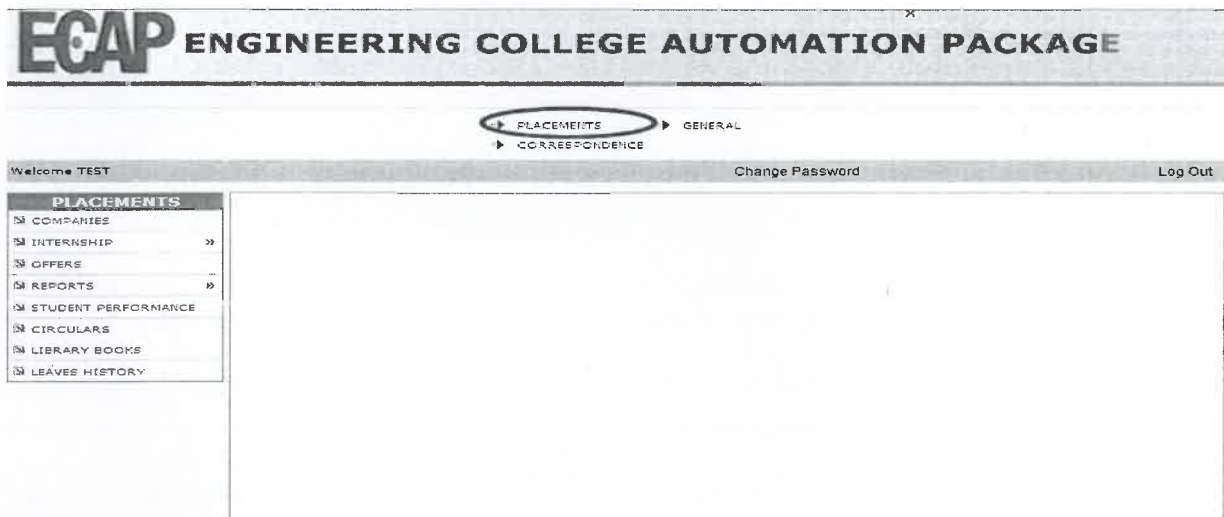 ECAP ENGINEERING COLLEGE AUTOMATION PACKAGE
PLACEMENTS GENERAL
CORRESPONDENCE
Welcome TEST Change Password Log Out
PLACEMENTS
COMPANIES
INTERNSHIP »
OFFERS
REPORTS »
STUDENT PERFORMANCE
CIRCULARS
LIBRARY BOOKS
LEAVES HISTORY